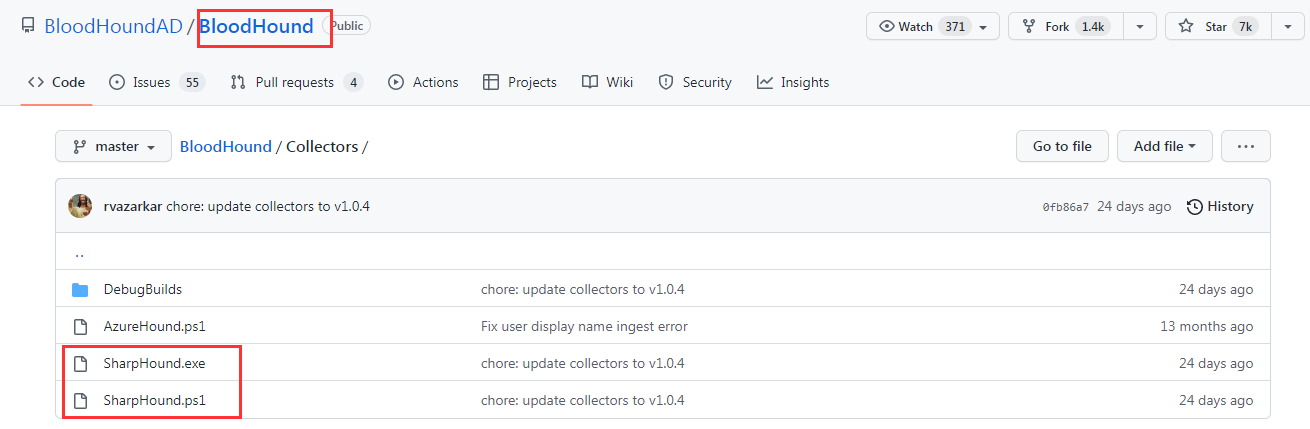 BloodHoundAD / BloodHound Public
Watch 371 Fork 1.4k Star 7k
Code Issues 55 Pull requests 4 Actions Projects Wiki Security Insights
master BloodHound / Collectors / Go to file Add file ...
rvazarkar chore: update collectors to v1.0.4 0fb86a7 24 days ago History
..
DebugBuilds chore: update collectors to v1.0.4 24 days ago
AzureHound.ps1 Fix user display name ingest error 13 months ago
SharpHound.exe chore: update collectors to v1.0.4 24 days ago
SharpHound.ps1 chore: update collectors to v1.0.4 24 days ago